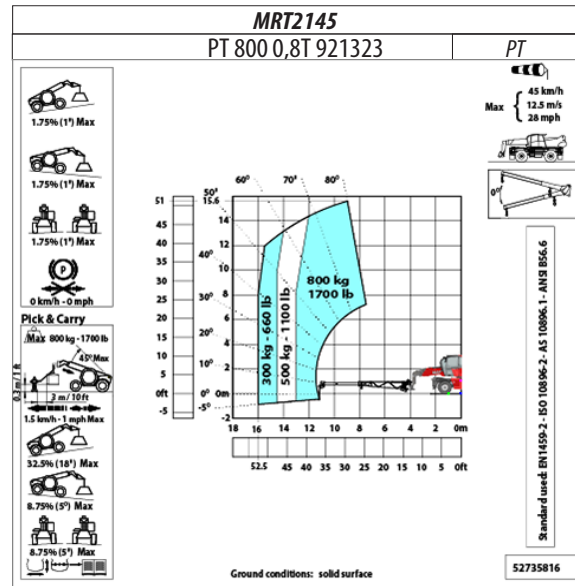 MRT2145
PT 800 0,8T 921323
PT
1.75% (1°) Max
1.75% (1°) Max
1.75% (1°) Max
P
0 km/h - 0 mph
Pick & Carry
Max 800 kg - 1700 lb
45° Max
0.3 m / 1 ft
3 m / 10 ft
1.5 km/h - 1 mph Max
32.5% (18°) Max
8.75% (5°) Max
8.75% (5°) Max
Max
45 km/h
12.5 m/s
28 mph
0°
60° 70° 80°
50°
40°
30°
20°
10°
0°
-5°
51
45
40
35
30
25
20
15
10
5
0ft
-5
15.6
14
12
10
8
6
4
2
0m
-2
300 kg - 660 lb
500 kg - 1100 lb
800 kg
1700 lb
18 16 14 12 10 8 6 4 2 0m
52.5 45 40 35 30 25 20 15 10 5 0ft
Standard used: EN1459-2 - ISO 10896-2 - AS 10896.1 - ANSI B56.6
Ground conditions: solid surface
52735816